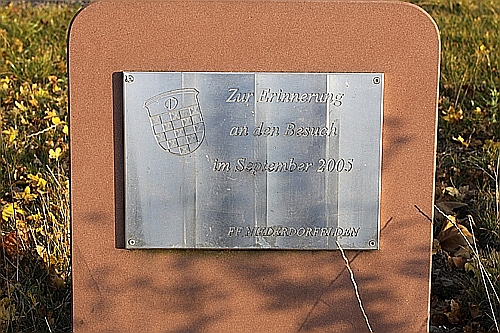 Zur Erinnerung
an den Besuch
im September 2005
FF NIEDERDORFELDEN